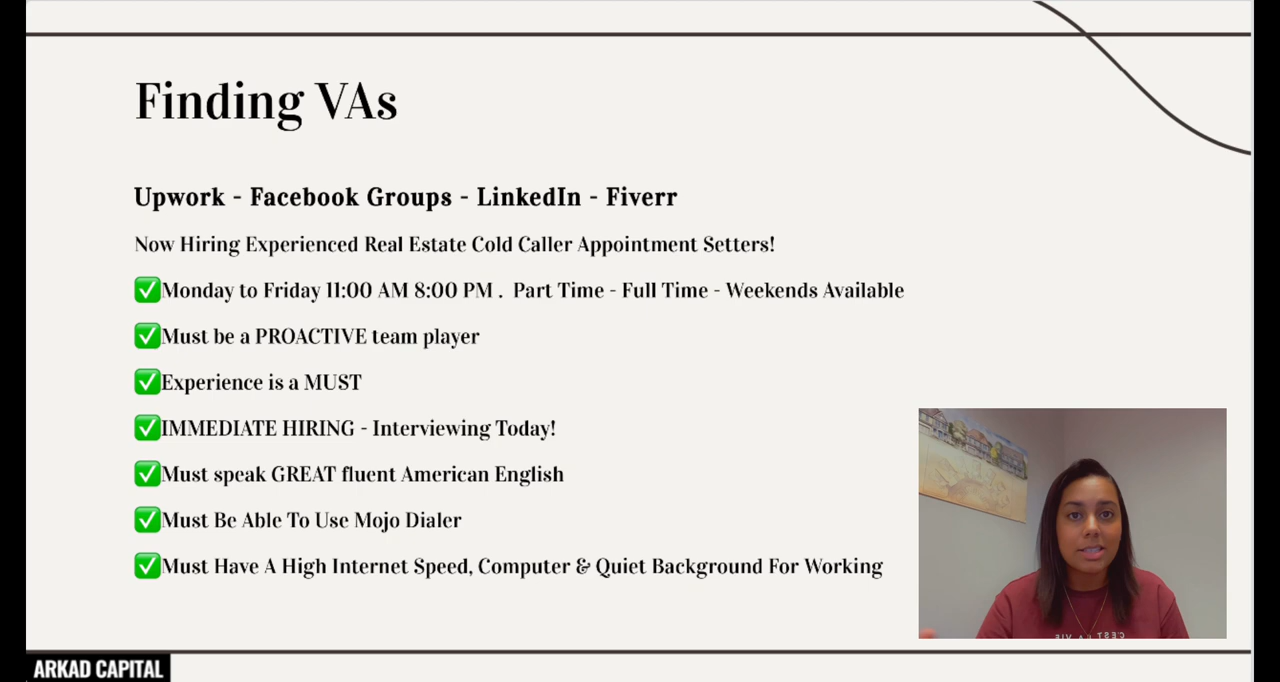 Finding VAs
Upwork - Facebook Groups - LinkedIn - Fiverr
Now Hiring Experienced Real Estate Cold Caller Appointment Setters!
✅Monday to Friday 11:00 AM 8:00 PM .  Part Time - Full Time - Weekends Available
✅Must be a PROACTIVE team player
✅Experience is a MUST
✅IMMEDIATE HIRING - Interviewing Today!
✅Must speak GREAT fluent American English
✅Must Be Able To Use Mojo Dialer
✅Must Have A High Internet Speed, Computer & Quiet Background For Working
C'EST LA VIE
ARKAD CAPITAL